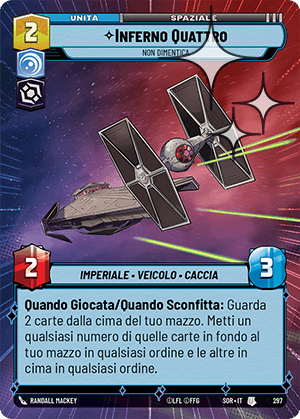 UNITÀ
SPAZIALE
2
✧INFERNO QUATTRO
NON DIMENTICA
2
3
IMPERIALE • VEICOLO • CACCIA
Quando Giocata/Quando Sconfitta: Guarda
2 carte dalla cima del tuo mazzo. Metti un
qualsiasi numero di quelle carte in fondo al
tuo mazzo in qualsiasi ordine e le altre in
cima in qualsiasi ordine.
RANDALL MACKEY
©LFL ©FFG
SOR•IT
297